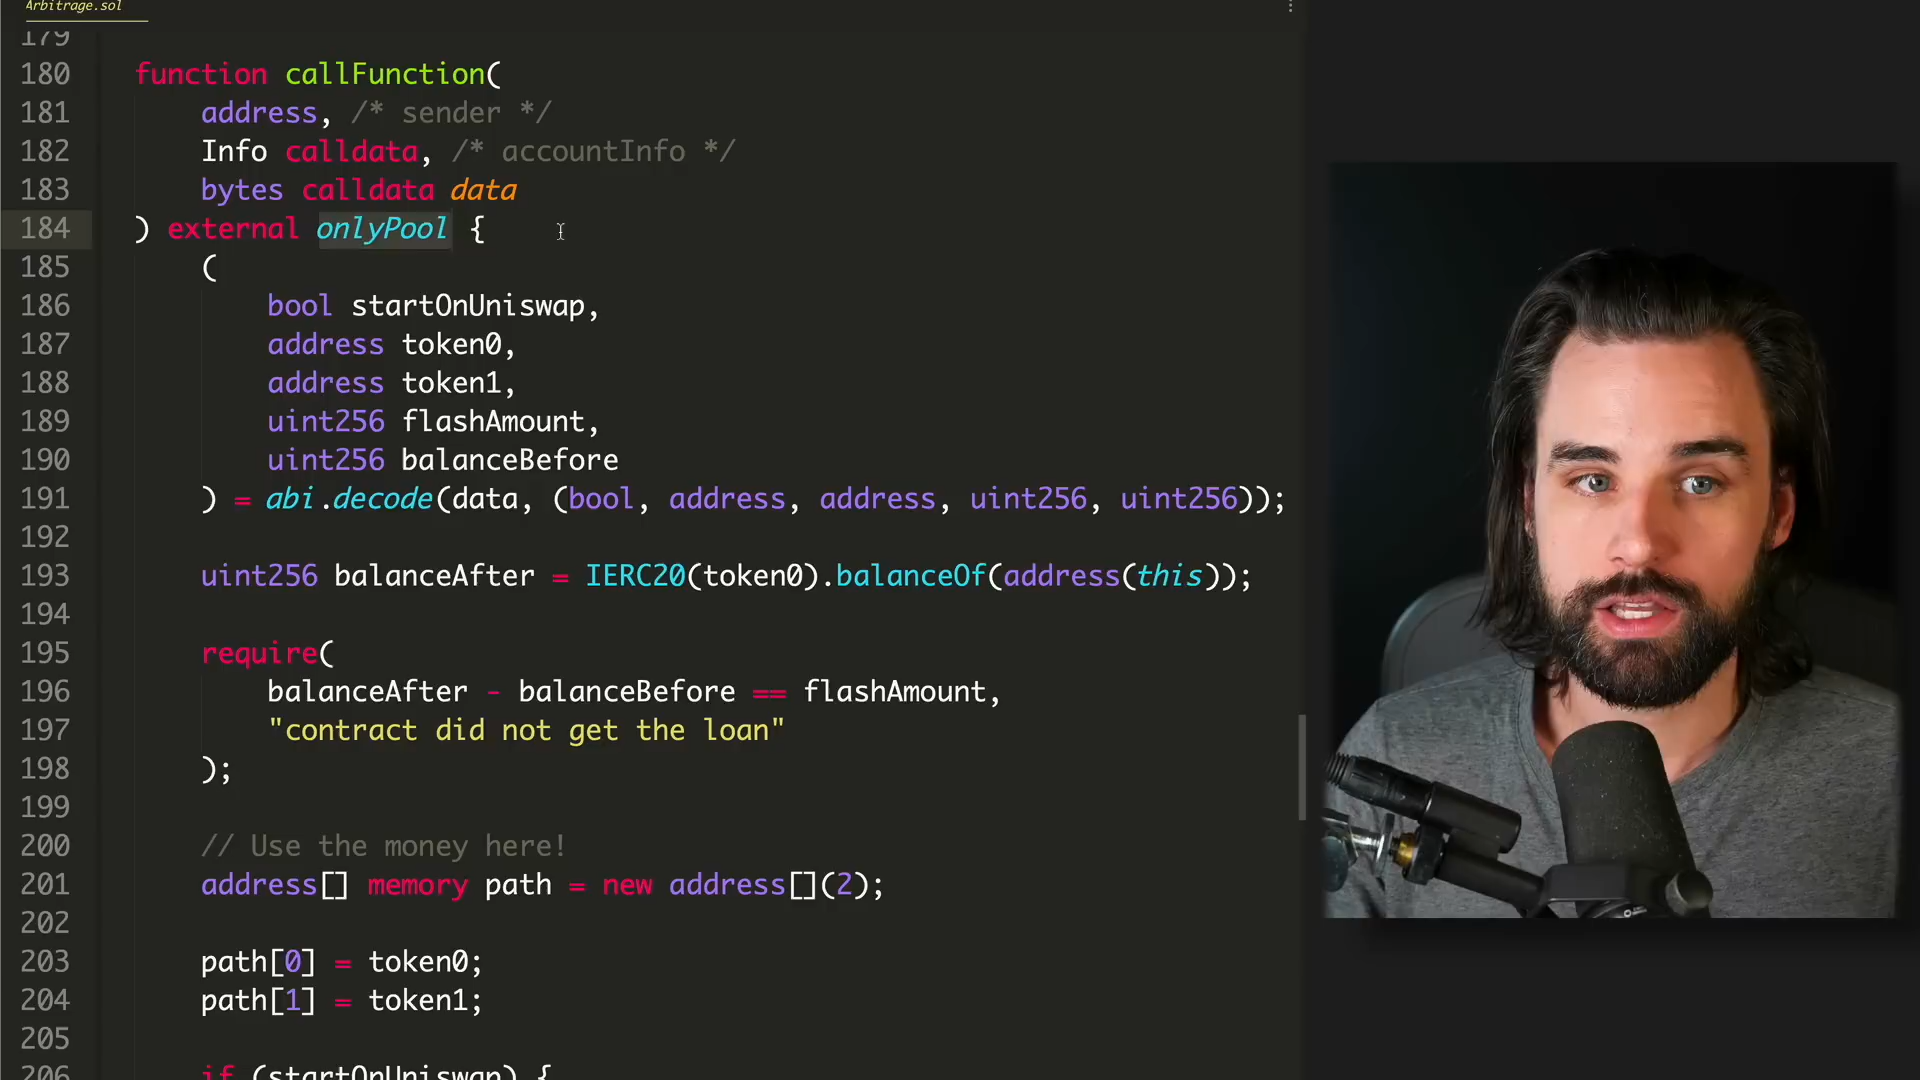 Arbitrage.sol
179
180 function callFunction(
181 address, /* sender */
182 Info calldata, /* accountInfo */
183 bytes calldata data
184 ) external onlyPool {
185 (
186 bool startOnUniswap,
187 address token0,
188 address token1,
189 uint256 flashAmount,
190 uint256 balanceBefore
191 ) = abi.decode(data, (bool, address, address, uint256, uint256));
192
193 uint256 balanceAfter = IERC20(token0).balanceOf(address(this));
194
195 require(
196 balanceAfter - balanceBefore == flashAmount,
197 "contract did not get the loan"
198 );
199
200 // Use the money here!
201 address[] memory path = new address[](2);
202
203 path[0] = token0;
204 path[1] = token1;
205
206 if (startOnUniswap) {